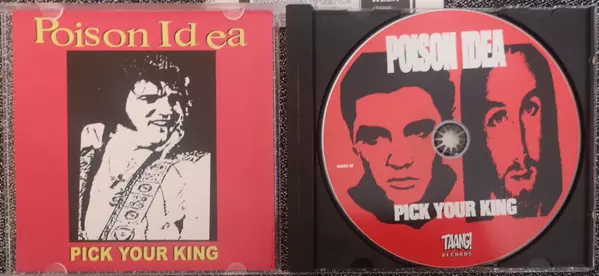 Poison Idea
PICK YOUR KING
POISON IDEA
PICK YOUR KING
TAANG!
RECORDS